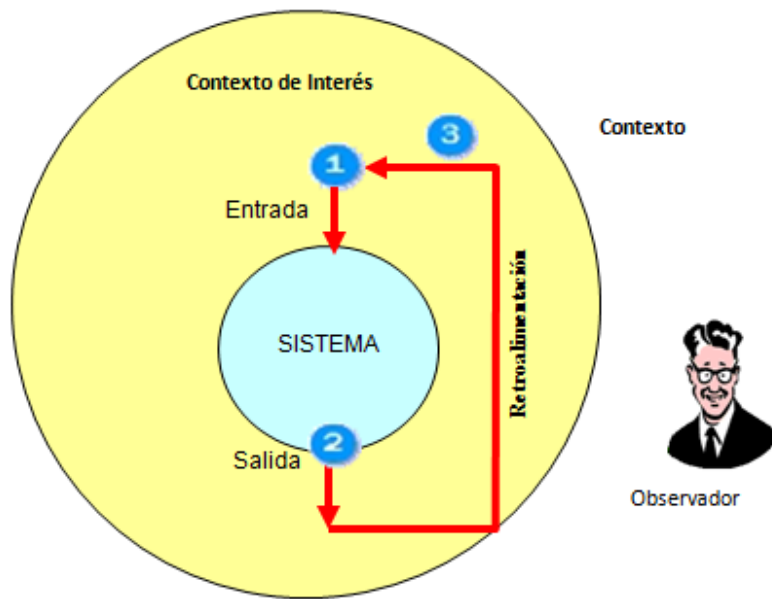 Contexto de Interés
3
Contexto
1
Entrada
Retroalimentación
SISTEMA
2
Salida
Observador